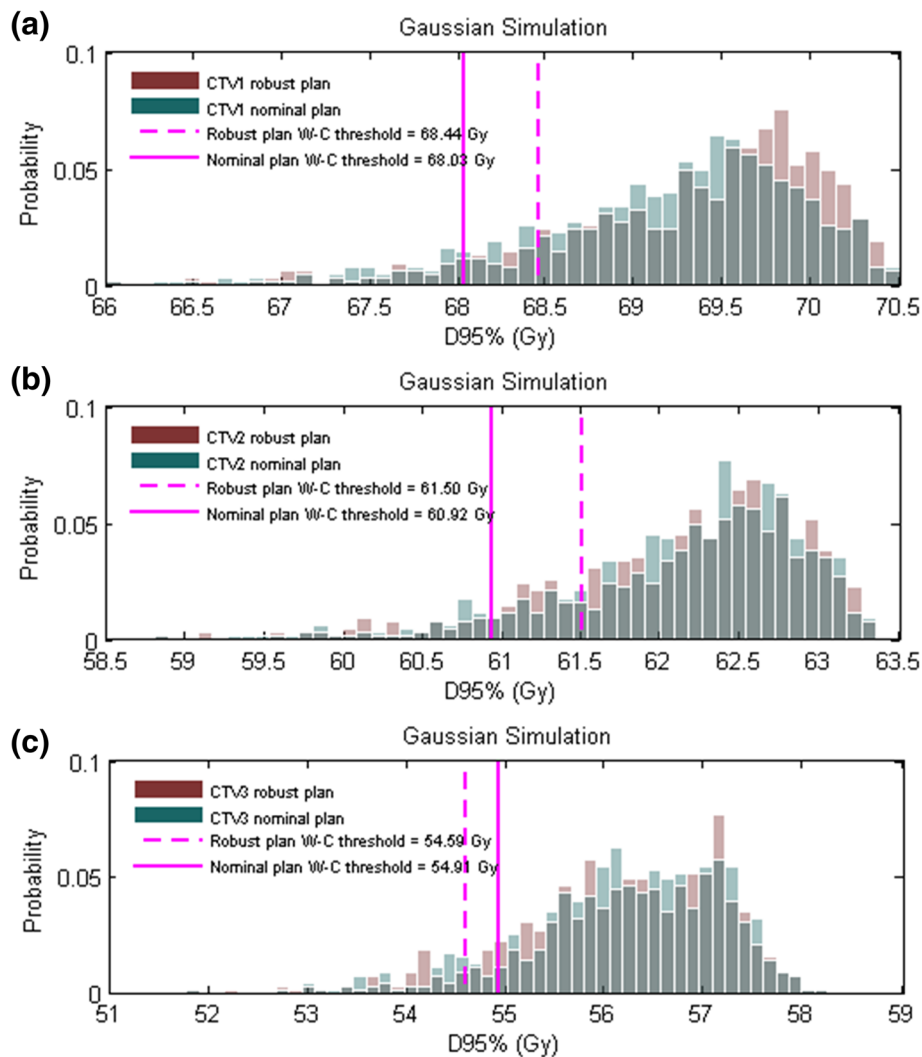 (a)
Gaussian Simulation
0.1
CTV1 robust plan
CTV1 nominal plan
Robust plan W-C threshold = 68.44 Gy
Nominal plan W-C threshold = 68.03 Gy
0.05
Probability
0
66 66.5 67 67.5 68 68.5 69 69.5 70 70.5
D95% (Gy)
(b)
Gaussian Simulation
0.1
CTV2 robust plan
CTV2 nominal plan
Robust plan W-C threshold = 61.50 Gy
Nominal plan W-C threshold = 60.92 Gy
0.05
Probability
0
58.5 59 59.5 60 60.5 61 61.5 62 62.5 63 63.5
D95% (Gy)
(c)
Gaussian Simulation
0.1
CTV3 robust plan
CTV3 nominal plan
Robust plan W-C threshold = 54.59 Gy
Nominal plan W-C threshold = 54.91 Gy
0.05
Probability
0
51 52 53 54 55 56 57 58 59
D95% (Gy)